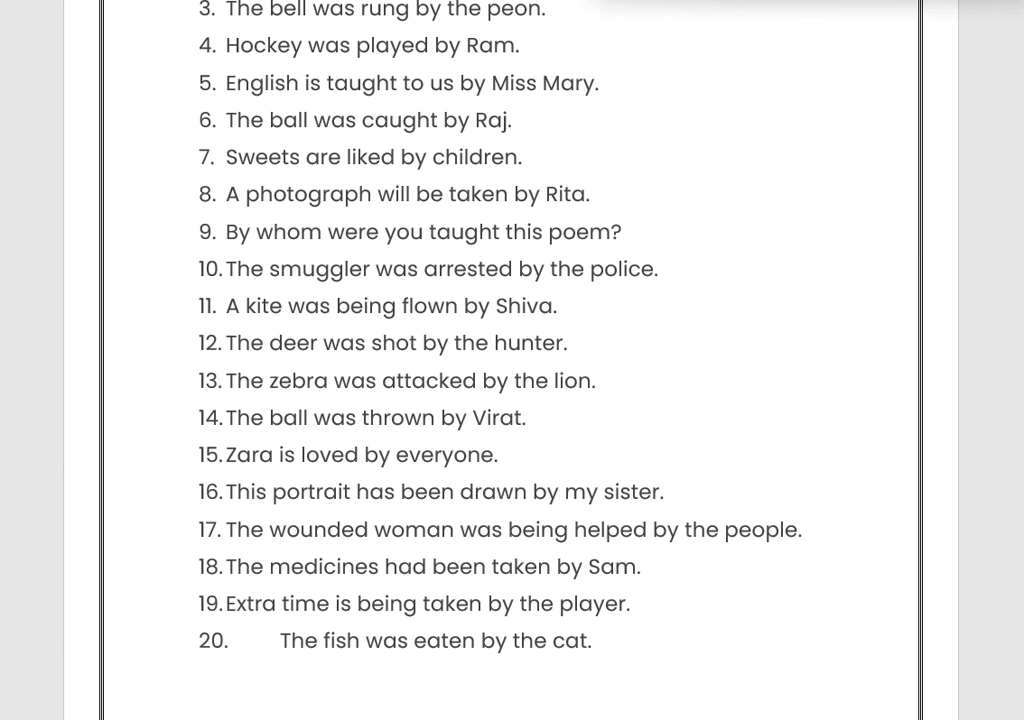 3. The bell was rung by the peon.
4. Hockey was played by Ram.
5. English is taught to us by Miss Mary.
6. The ball was caught by Raj.
7. Sweets are liked by children.
8. A photograph will be taken by Rita.
9. By whom were you taught this poem?
10. The smuggler was arrested by the police.
11. A kite was being flown by Shiva.
12. The deer was shot by the hunter.
13. The zebra was attacked by the lion.
14. The ball was thrown by Virat.
15. Zara is loved by everyone.
16. This portrait has been drawn by my sister.
17. The wounded woman was being helped by the people.
18. The medicines had been taken by Sam.
19. Extra time is being taken by the player.
20. The fish was eaten by the cat.